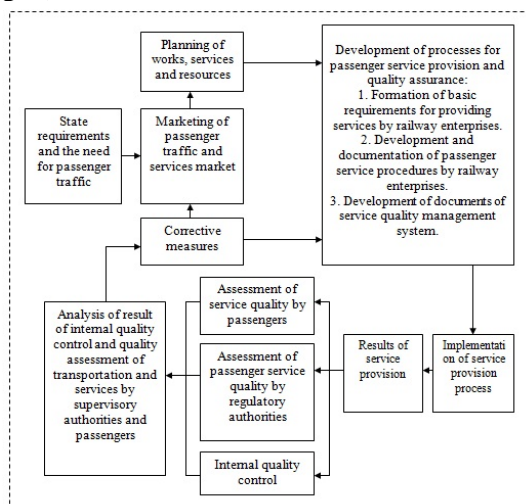 Planning of
works, services
and resources
Development of processes for
passenger service provision and
quality assurance:
1. Formation of basic
requirements for providing
services by railway enterprises.
2. Development and
documentation of passenger
service procedures by railway
enterprises.
3. Development of documents of
service quality management
system.
State
requirements
and the need
for passenger
traffic
Marketing of
passenger
traffic and
services market
Corrective
measures
Analysis of result
of internal quality
control and quality
assessment of
transportation and
services by
supervisory
authorities and
passengers
Assessment of
service quality by
passengers
Assessment of
passenger service
quality by
regulatory
authorities
Internal quality
control
Results of
service
provision
Implementati
on of service
provision
process